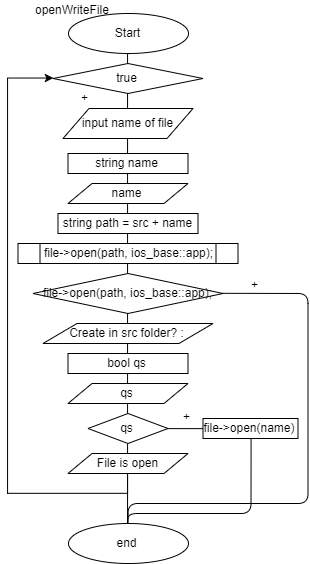 openWriteFile
Start
true
+
input name of file
string name
name
string path = src + name
file->open(path, ios_base::app);
file->open(path, ios_base::app);
+
Create in src folder? :
bool qs
qs
qs
+
file->open(name)
File is open
end